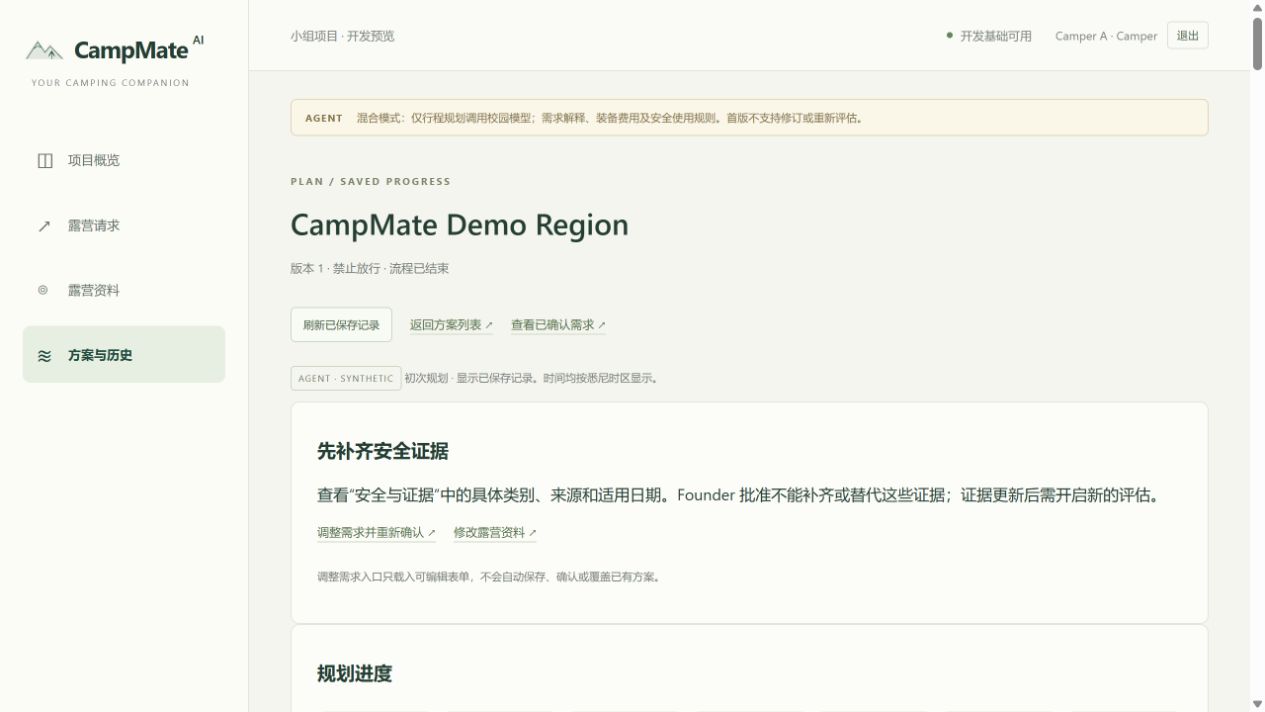 CampMate AI
YOUR CAMPING COMPANION
项目概览
露营请求
露营资料
方案与历史
小组项目 · 开发预览
开发基础可用
Camper A · Camper
退出
AGENT 混合模式：仅行程规划调用校园模型；需求解释、装备费用及安全使用规则。首版不支持修订或重新评估。
PLAN / SAVED PROGRESS
CampMate Demo Region
版本 1 · 禁止放行 · 流程已结束
刷新已保存记录 返回方案列表 ↗ 查看已确认需求 ↗
AGENT · SYNTHETIC 初次规划 · 显示已保存记录。时间均按悉尼时区显示。
先补齐安全证据
查看“安全与证据”中的具体类别、来源和适用日期。Founder 批准不能补齐或替代这些证据；证据更新后需开启新的评估。
调整需求并重新确认 ↗ 修改露营资料 ↗
调整需求入口只载入可编辑表单，不会自动保存、确认或覆盖已有方案。
规划进度